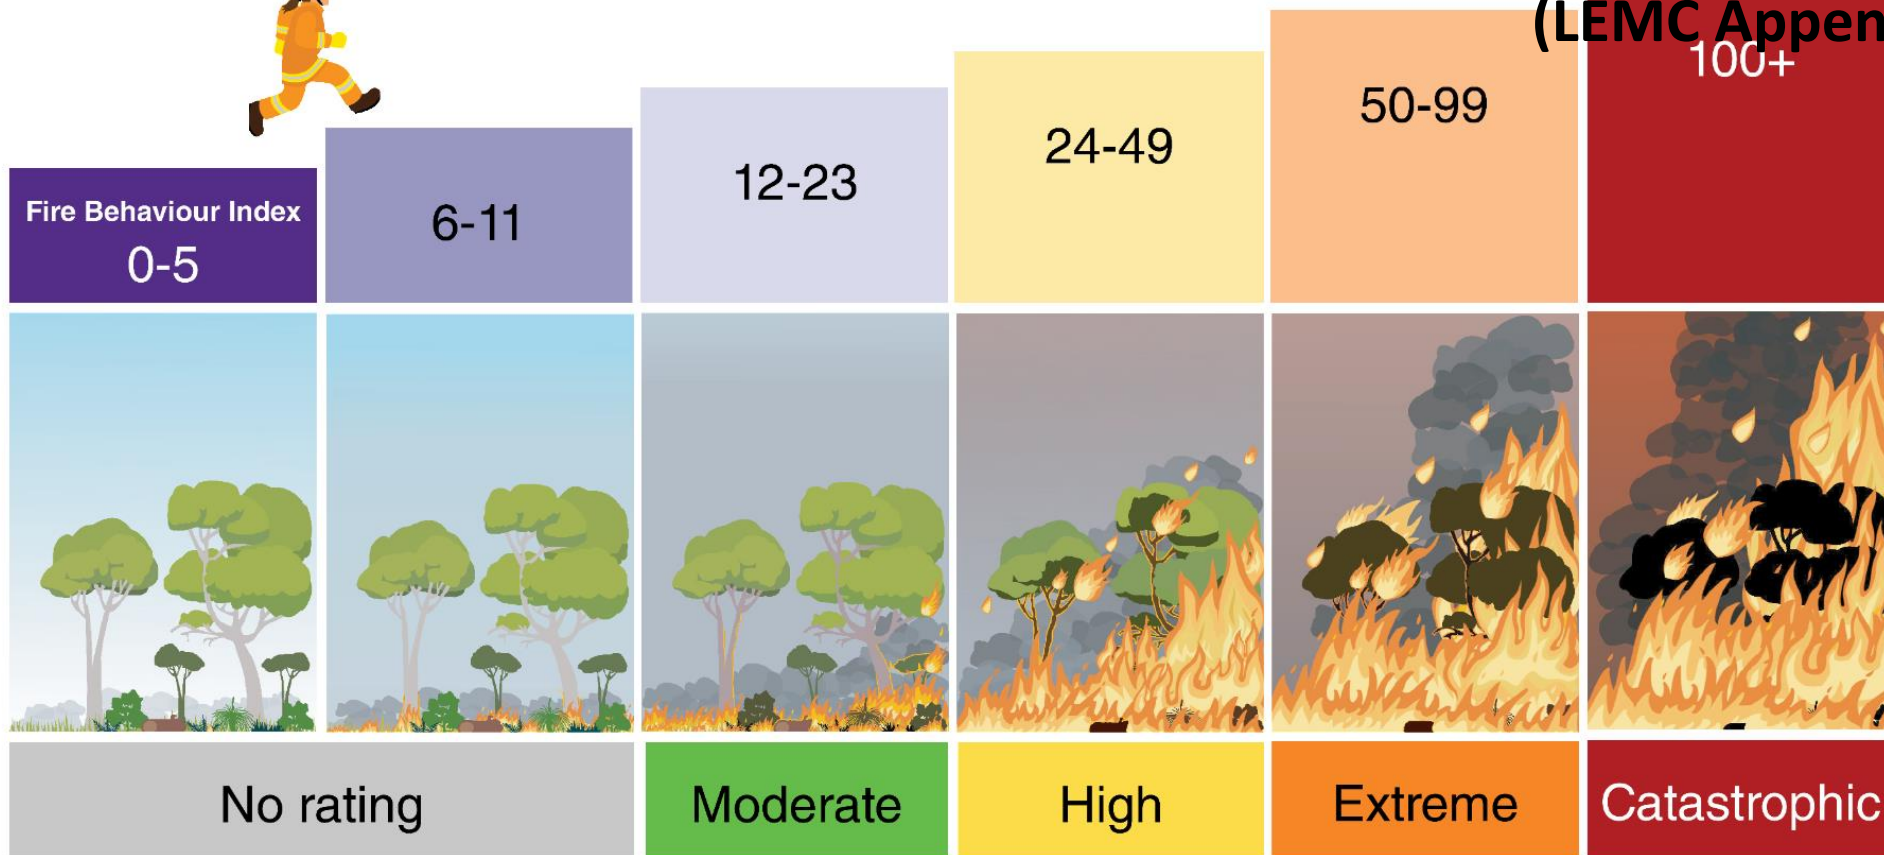 (LEMC Appen
100+
50-99
24-49
12-23
6-11
Fire Behaviour Index
0-5
No rating
Moderate
High
Extreme
Catastrophic